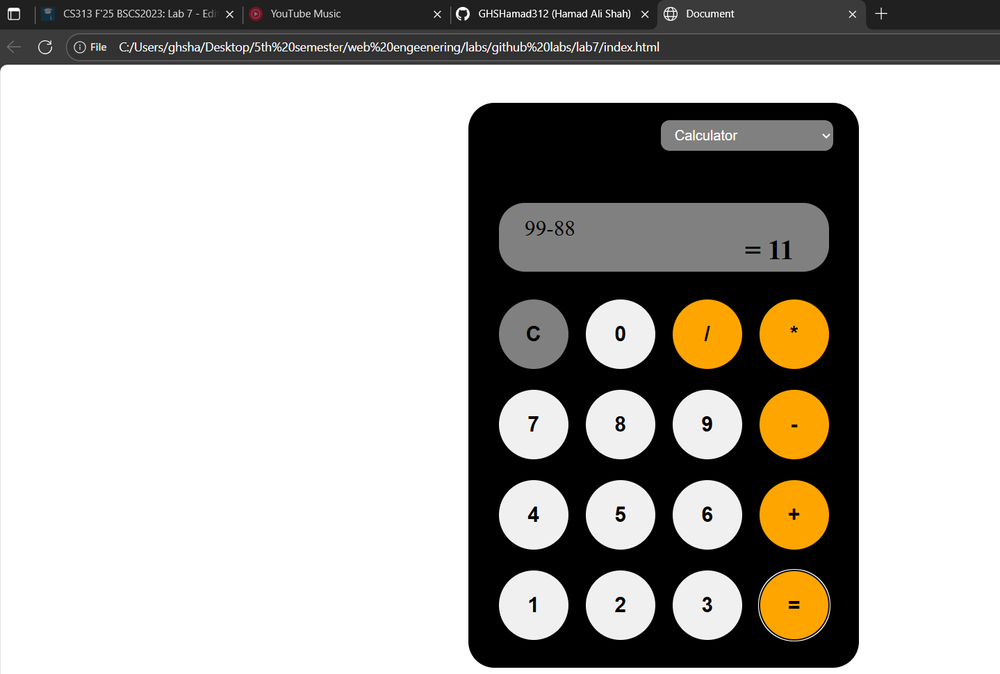 CS313 F'25 BSCS2023: Lab 7 - Edi
YouTube Music
GHSHamad312 (Hamad Ali Shah)
Document
File
C:/Users/ghsha/Desktop/5th%20semester/web%20engeenering/labs/github%20labs/lab7/index.html
Calculator
99-88
= 11
C 0 / *
7 8 9 -
4 5 6 +
1 2 3 =